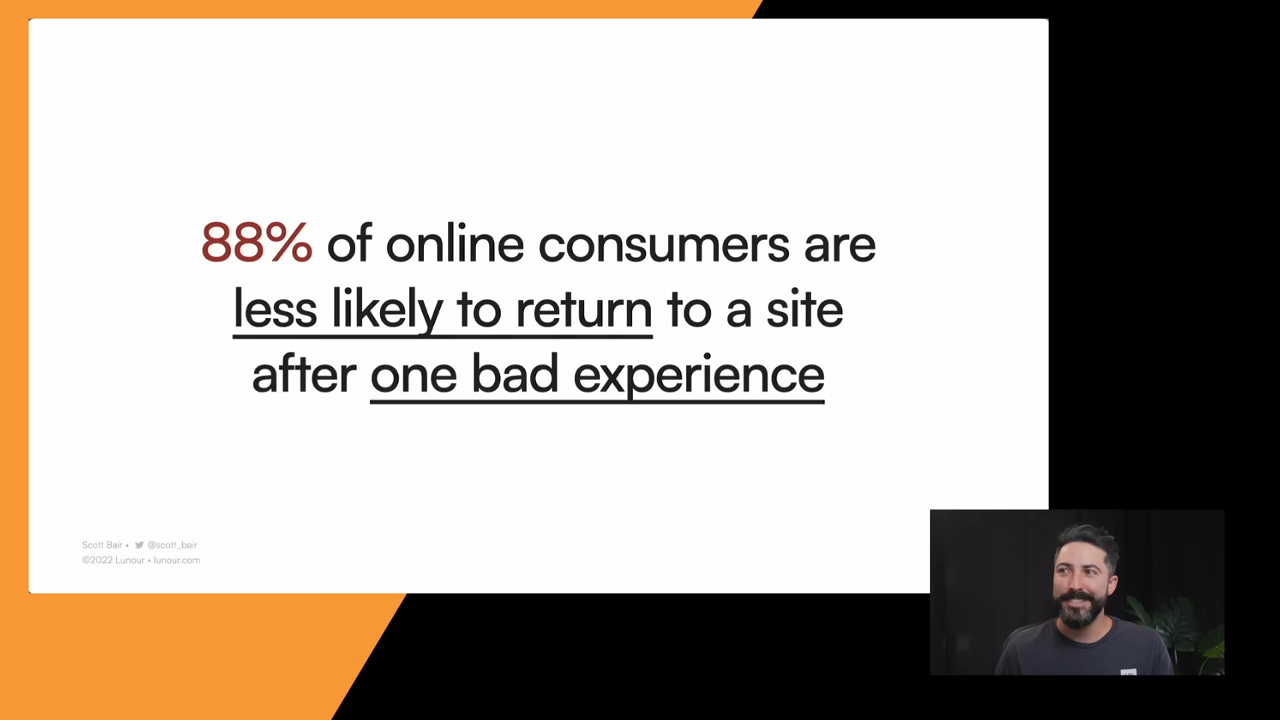 88% of online consumers are
less likely to return to a site
after one bad experience
Scott Bair • @scott_bair
©2022 Lunour • lunour.com